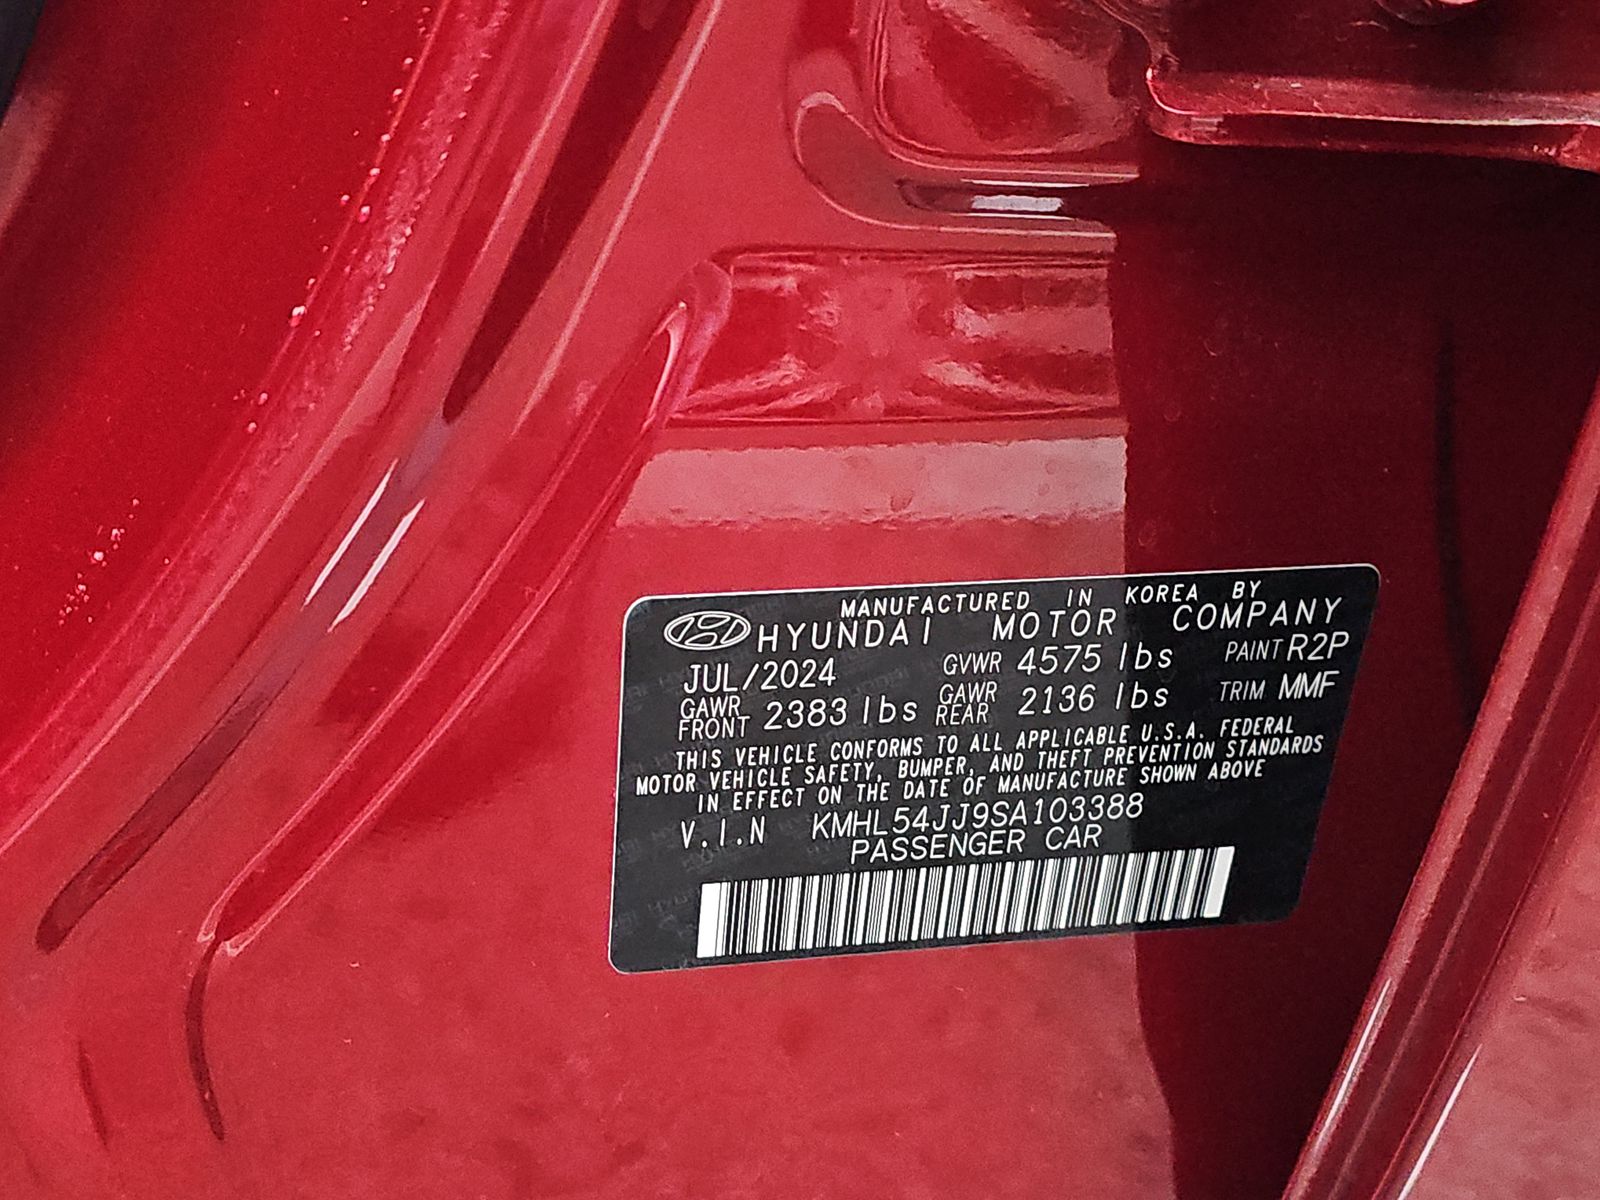 MANUFACTURED IN KOREA BY
HYUNDAI MOTOR COMPANY
JUL/2024 GVWR 4575 lbs PAINT R2P
GAWR FRONT 2383 lbs GAWR REAR 2136 lbs TRIM MMF
THIS VEHICLE CONFORMS TO ALL APPLICABLE U.S.A. FEDERAL
MOTOR VEHICLE SAFETY, BUMPER, AND THEFT PREVENTION STANDARDS
IN EFFECT ON THE DATE OF MANUFACTURE SHOWN ABOVE
V.I.N KMHL54JJ9SA103388
PASSENGER CAR